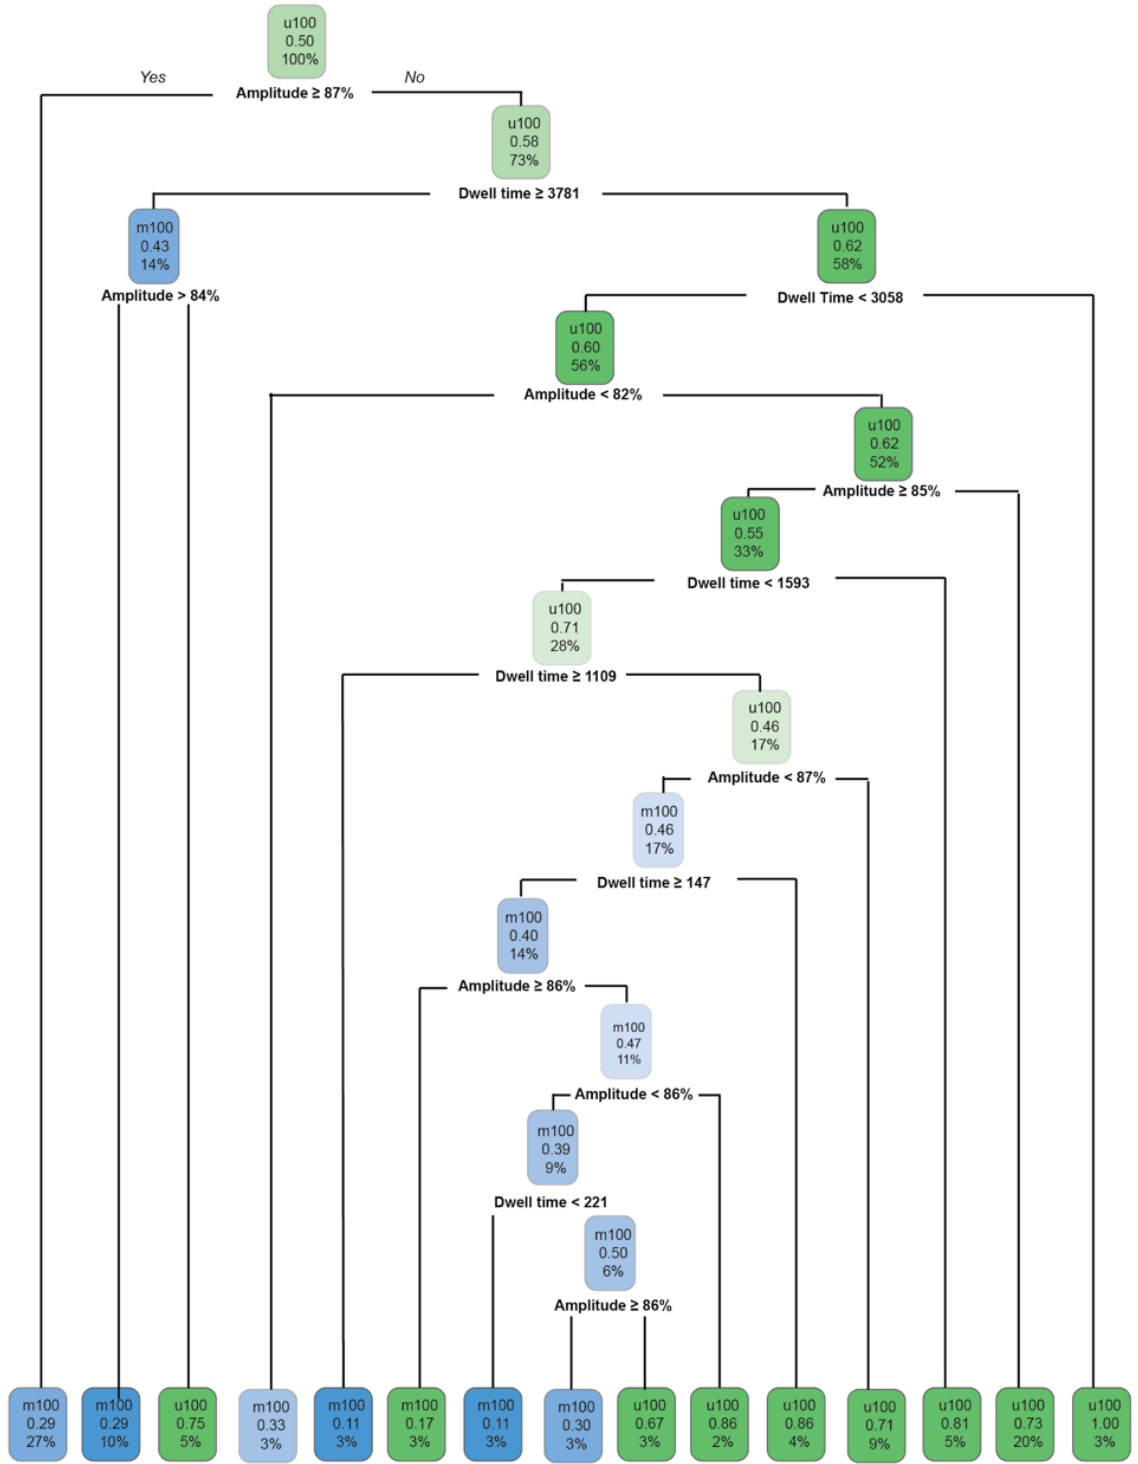 u100
0.50
100%
Yes
No
Amplitude ≥ 87%
u100
0.58
73%
Dwell time ≥ 3781
m100
0.43
14%
u100
0.62
58%
Amplitude > 84%
Dwell Time < 3058
u100
0.60
56%
Amplitude < 82%
u100
0.62
52%
Amplitude ≥ 85%
u100
0.55
33%
Dwell time < 1593
u100
0.71
28%
Dwell time ≥ 1109
u100
0.46
17%
Amplitude < 87%
m100
0.46
17%
Dwell time ≥ 147
m100
0.40
14%
Amplitude ≥ 86%
m100
0.47
11%
Amplitude < 86%
m100
0.39
9%
Dwell time < 221
m100
0.50
6%
Amplitude ≥ 86%
m100
0.29
27%
m100
0.29
10%
u100
0.75
5%
m100
0.33
3%
m100
0.11
3%
m100
0.17
3%
m100
0.11
3%
m100
0.30
3%
u100
0.67
3%
u100
0.86
2%
u100
0.86
4%
u100
0.71
9%
u100
0.81
5%
u100
0.73
20%
u100
1.00
3%